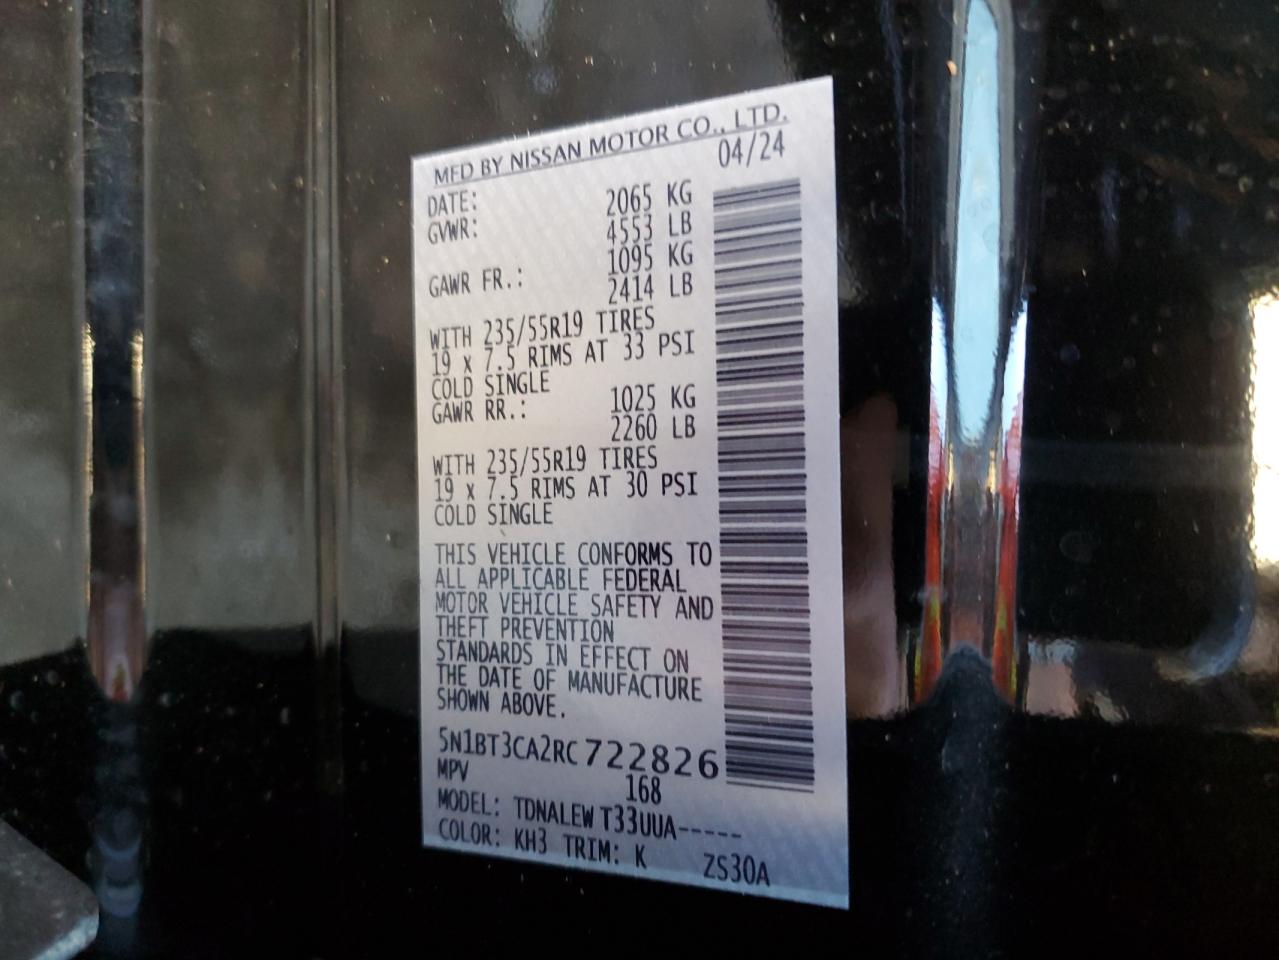 MFD BY NISSAN MOTOR CO., LTD.
DATE: 04/24
GVWR: 2065 KG
4553 LB
GAWR FR.: 1095 KG
2414 LB
WITH 235/55R19 TIRES
19 x 7.5 RIMS AT 33 PSI
COLD SINGLE
GAWR RR.: 1025 KG
2260 LB
WITH 235/55R19 TIRES
19 x 7.5 RIMS AT 30 PSI
COLD SINGLE
THIS VEHICLE CONFORMS TO
ALL APPLICABLE FEDERAL
MOTOR VEHICLE SAFETY AND
THEFT PREVENTION
STANDARDS IN EFFECT ON
THE DATE OF MANUFACTURE
SHOWN ABOVE.
5N1BT3CA2RC722826
MPV 168
MODEL: TDNALEW T33UUA-----
COLOR: KH3 TRIM: K ZS30A